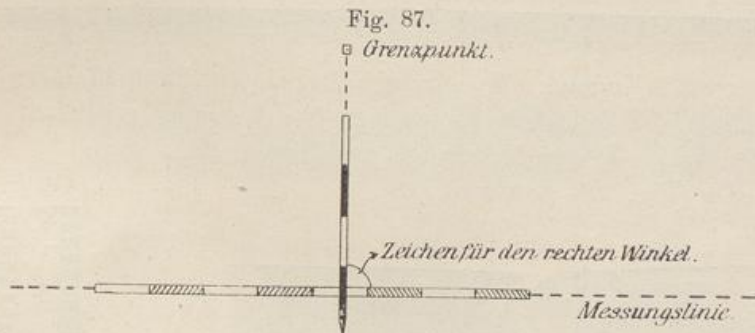 Fig. 87.
Grenzpunkt.
Zeichen für den rechten Winkel.
Messungslinie.